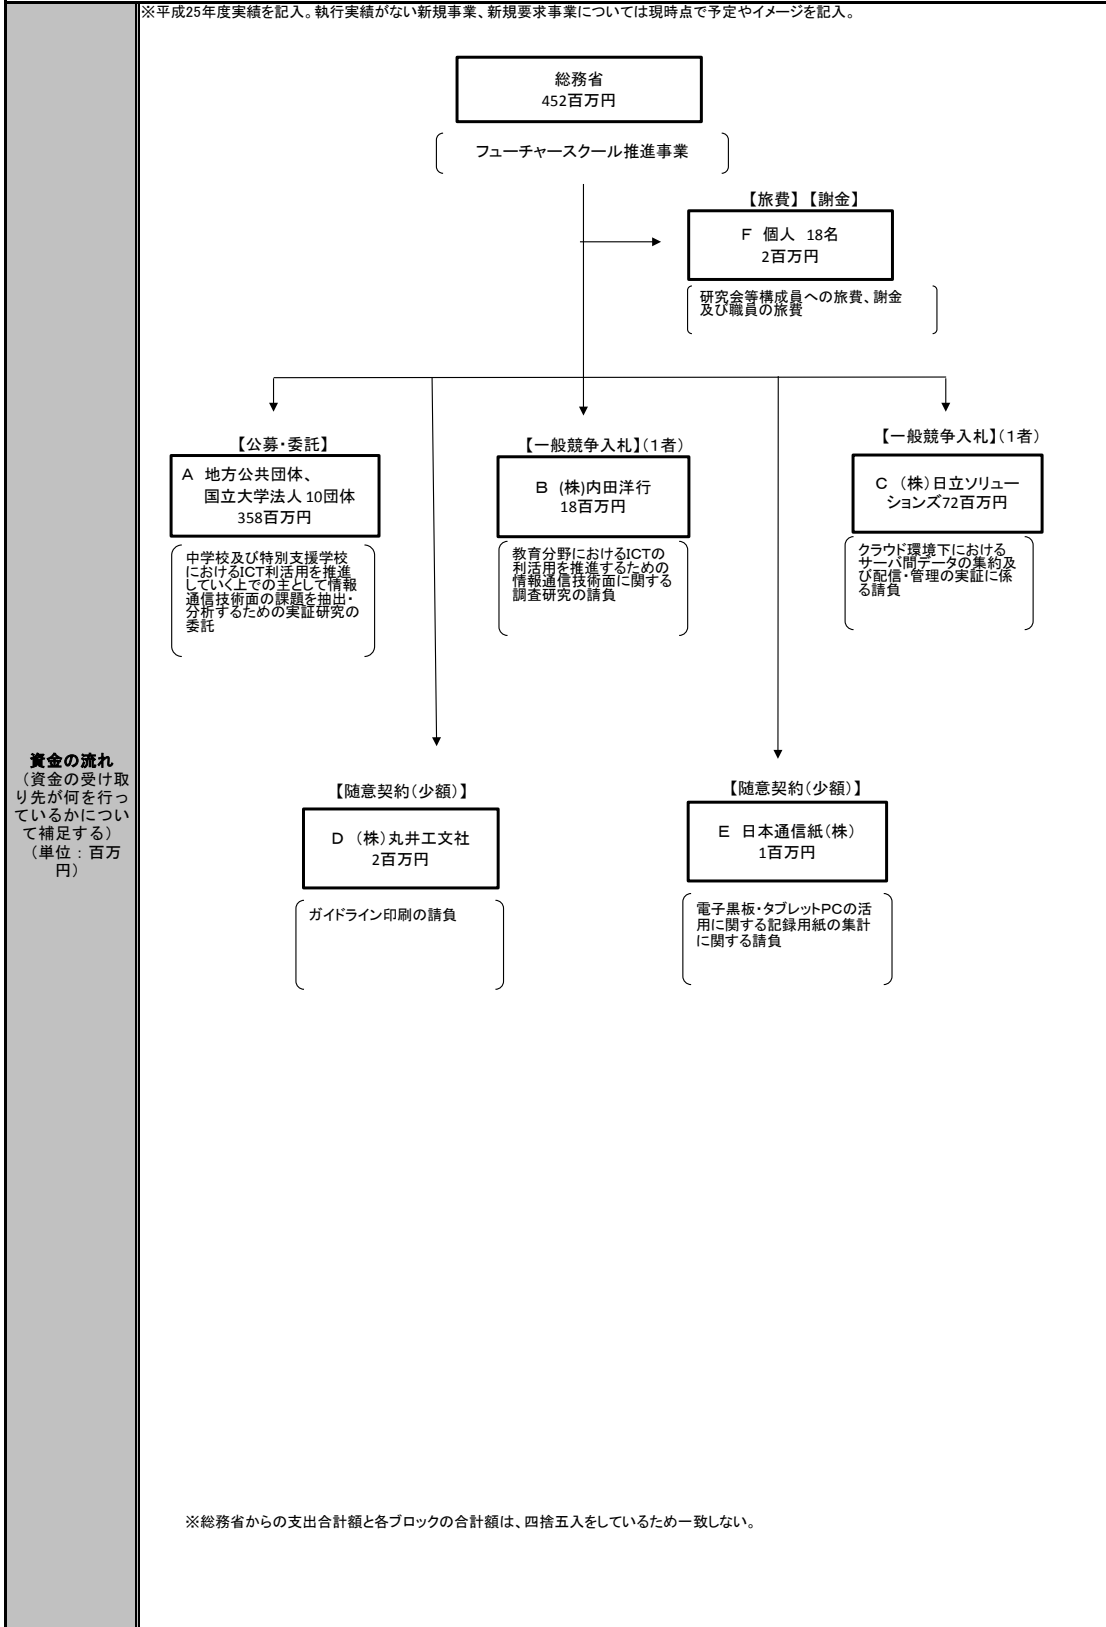 ※平成25年度実績を記入。執行実績がない新規事業、新規要求事業については現時点で予定やイメージを記入。
総務省
452百万円
フューチャースクール推進事業
【旅費】【謝金】
F 個人 18名
2百万円
研究会等構成員への旅費、謝金
及び職員の旅費
【公募・委託】
A 地方公共団体、
国立大学法人 10団体
358百万円
中学校及び特別支援学校
におけるICT利活用を推進
していく上での主として情報
通信技術面の課題を抽出・
分析するための実証研究の
委託
【一般競争入札】(1者)
B (株)内田洋行
18百万円
教育分野におけるICTの
利活用を推進するための
情報通信技術面に関する
調査研究の請負
【一般競争入札】(1者)
C (株)日立ソリュー
ションズ72百万円
クラウド環境下における
サーバ間データの集約及
び配信・管理の実証に係
る請負
資金の流れ
(資金の受け取
り先が何を行っ
ているかについ
て補足する)
(単位：百万
円)
【随意契約(少額)】
D (株)丸井工文社
2百万円
ガイドライン印刷の請負
【随意契約(少額)】
E 日本通信紙(株)
1百万円
電子黒板・タブレットPCの活
用に関する記録用紙の集計
に関する請負
※総務省からの支出合計額と各ブロックの合計額は、四捨五入をしているため一致しない。